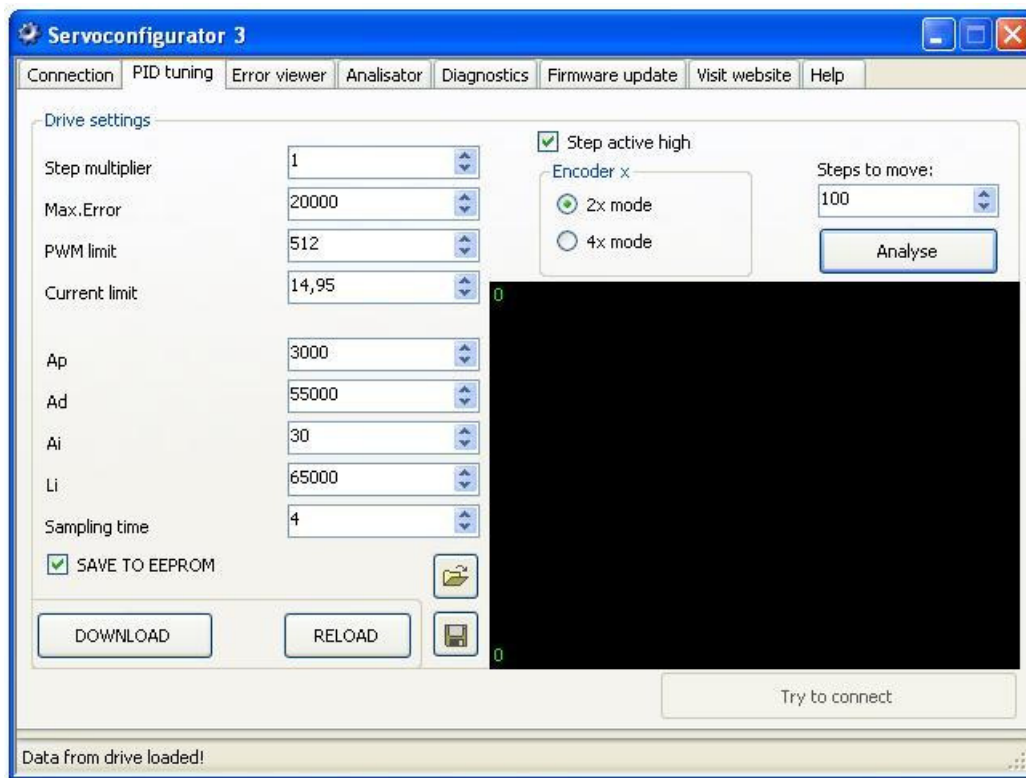 Servoconfigurator 3
Connection PID tuning Error viewer Analisator Diagnostics Firmware update Visit website Help
Drive settings
Step multiplier 1
Max.Error 20000
PWM limit 512
Current limit 14,95
Ap 3000
Ad 55000
Ai 30
Li 65000
Sampling time 4
SAVE TO EEPROM
DOWNLOAD RELOAD
Step active high
Encoder x
2x mode
4x mode
Steps to move:
100
Analyse
0
0
Try to connect
Data from drive loaded!